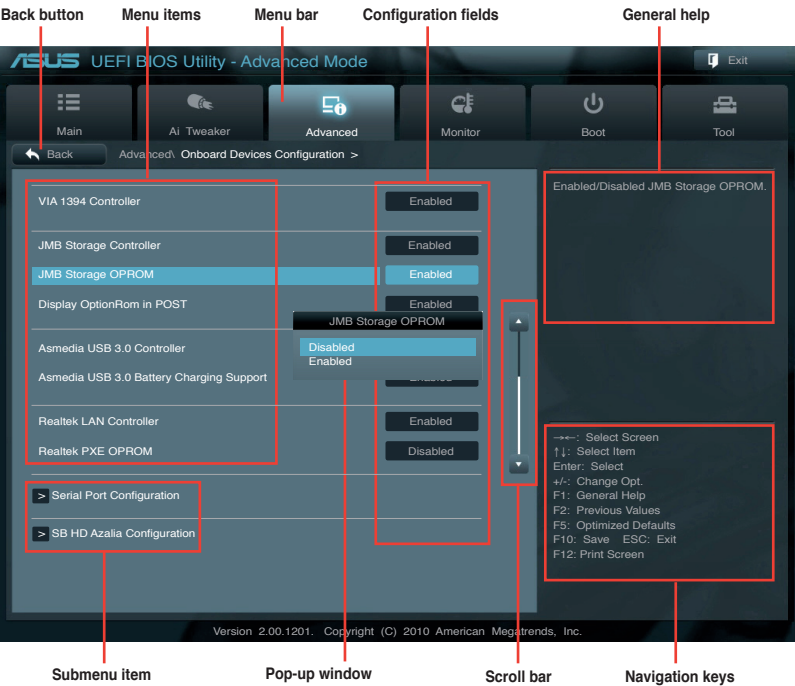 Back button Menu items Menu bar Configuration fields General help
ASUS UEFI BIOS Utility - Advanced Mode Exit
Main Ai Tweaker Advanced Monitor Boot Tool
Back Advanced\ Onboard Devices Configuration >
Enabled/Disabled JMB Storage OPROM.
VIA 1394 Controller Enabled
JMB Storage Controller Enabled
JMB Storage OPROM Enabled
Display OptionRom in POST Enabled
JMB Storage OPROM
Disabled
Enabled
Asmedia USB 3.0 Controller
Asmedia USB 3.0 Battery Charging Support
Realtek LAN Controller Enabled
Realtek PXE OPROM Disabled
> Serial Port Configuration
> SB HD Azalia Configuration
→←: Select Screen
↑↓: Select Item
Enter: Select
+/-: Change Opt.
F1: General Help
F2: Previous Values
F5: Optimized Defaults
F10: Save ESC: Exit
F12: Print Screen
Version 2.00.1201. Copyright (C) 2010 American Megatrends, Inc.
Submenu item Pop-up window Scroll bar Navigation keys